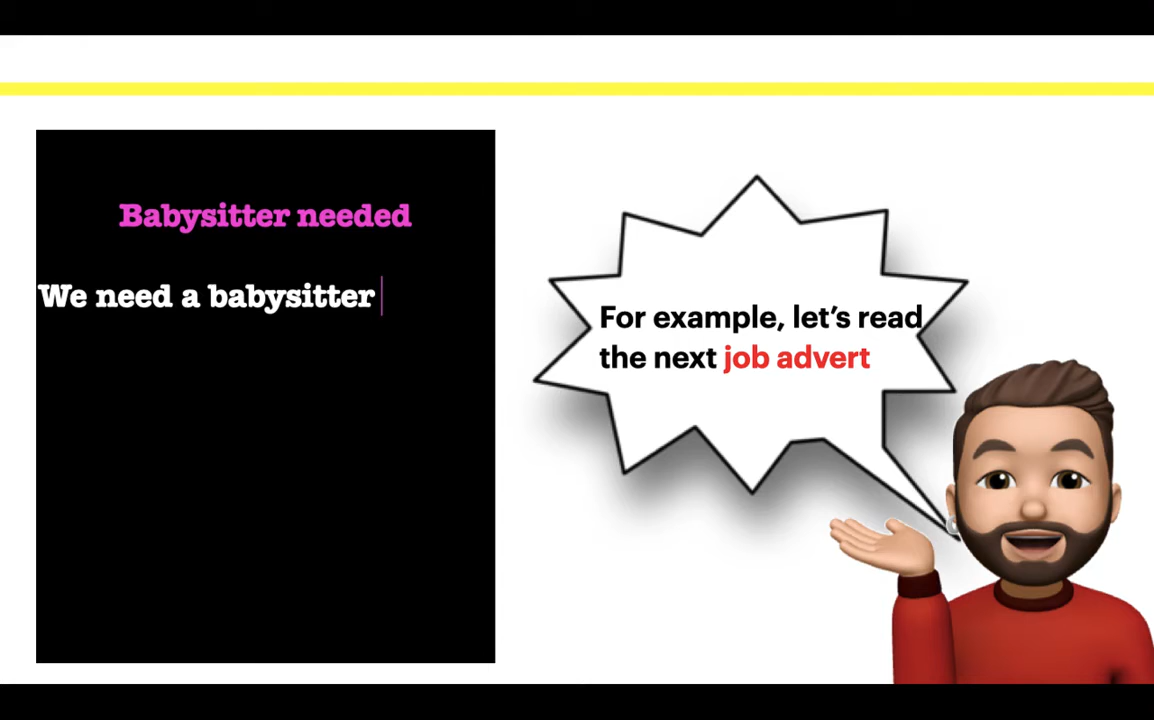 Babysitter needed
We need a babysitter
For example, let’s read
the next job advert